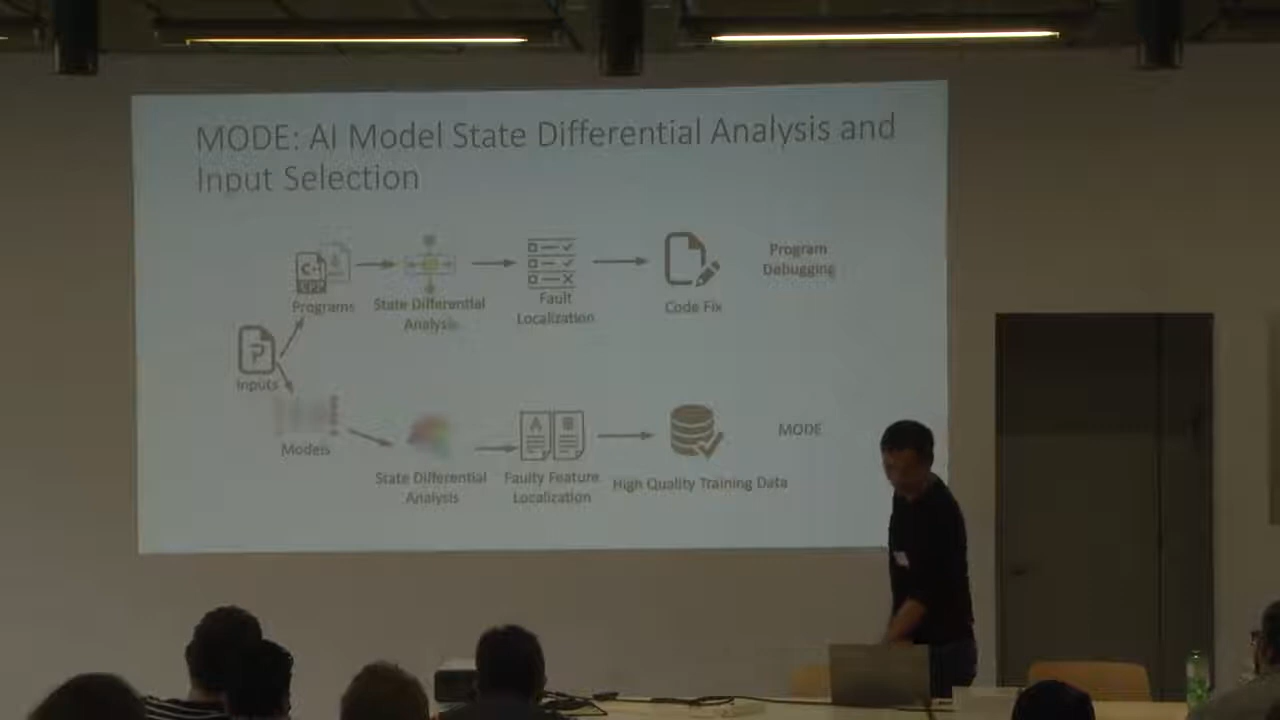 MODE: AI Model State Differential Analysis and
Input Selection
C++
CPP
Programs
State Differential
Analysis
Fault
Localization
Code Fix
Program
Debugging
P
Inputs
Models
State Differential
Analysis
A
B
Faulty Feature
Localization
High Quality Training Data
MODE